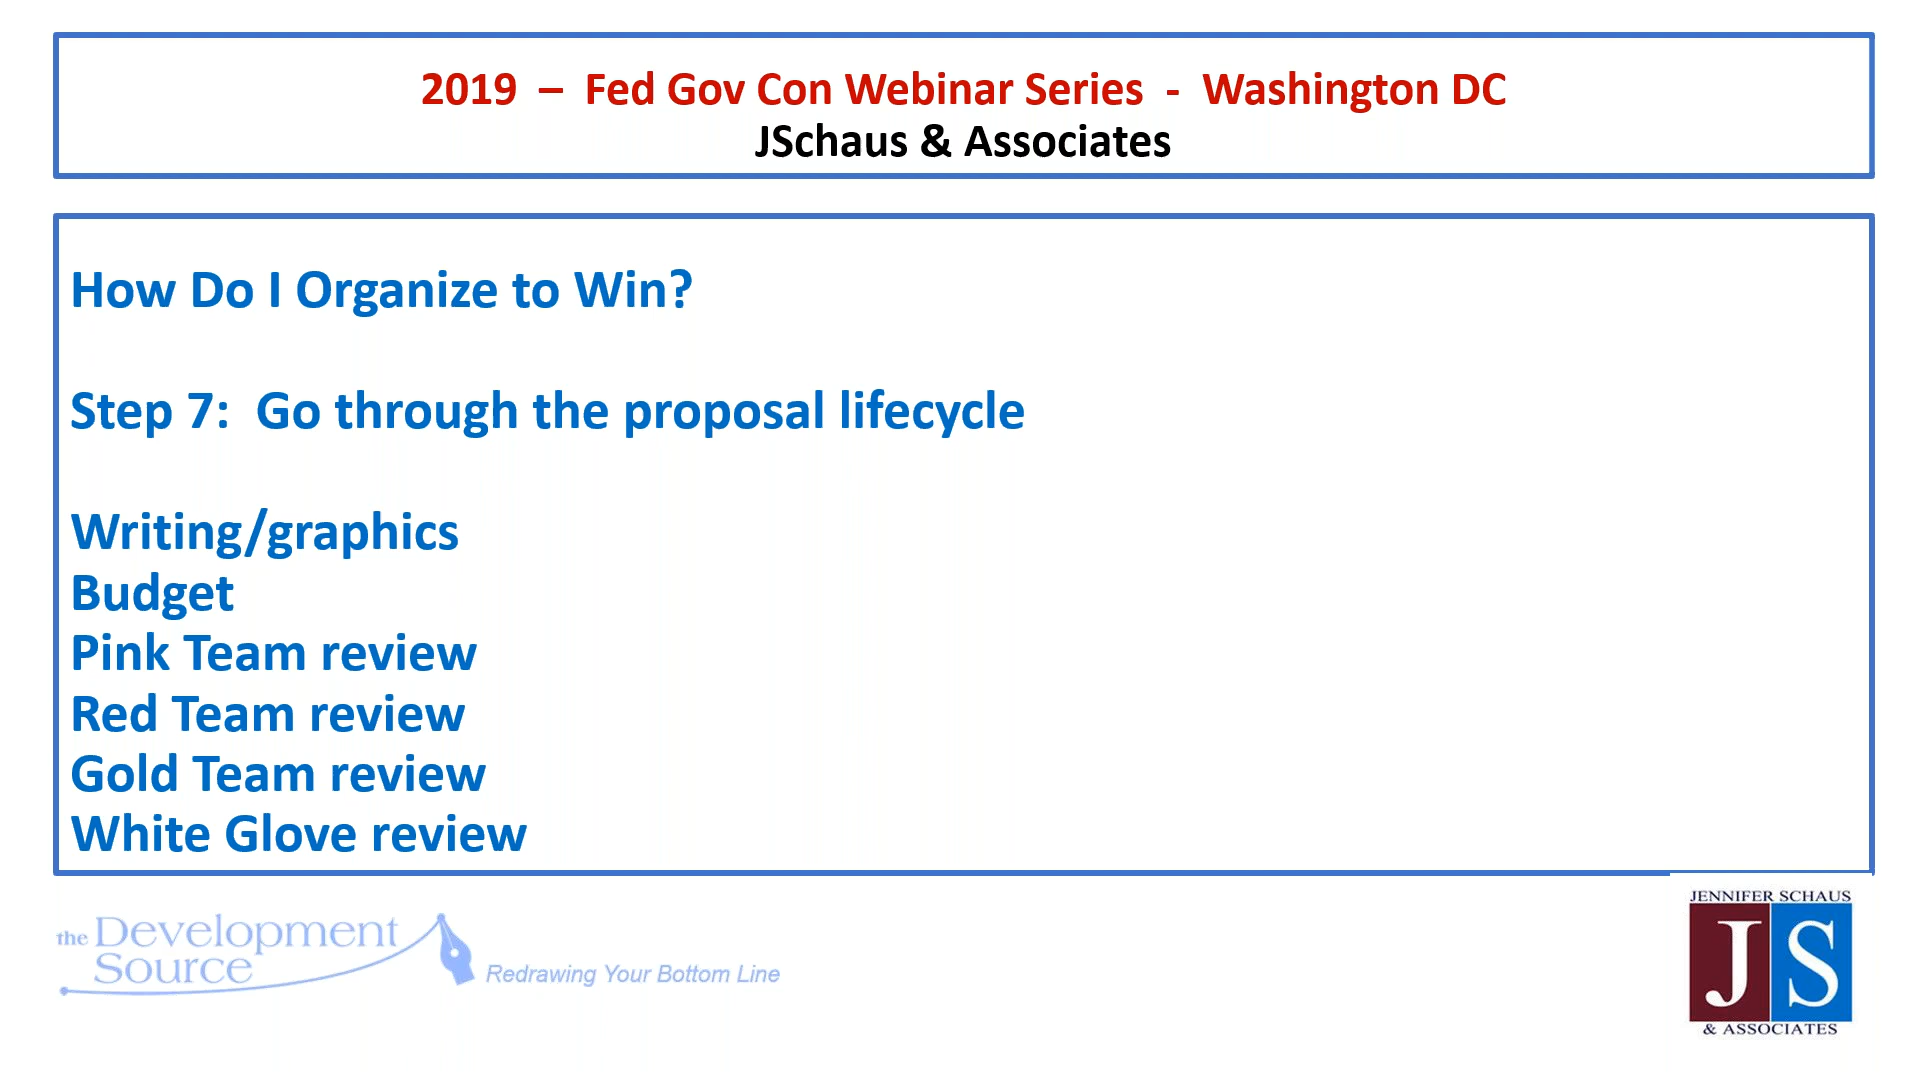 2019 – Fed Gov Con Webinar Series - Washington DC
JSchaus & Associates
How Do I Organize to Win?
Step 7: Go through the proposal lifecycle
Writing/graphics
Budget
Pink Team review
Red Team review
Gold Team review
White Glove review
the Development
Source
Redrawing Your Bottom Line
JENNIFER SCHAUS
JS
& ASSOCIATES